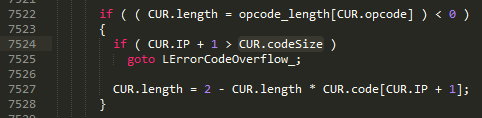 7522 if ( ( CUR.length = opcode_length[CUR.opcode] ) < 0 )
7523 {
7524 if ( CUR.IP + 1 > CUR.codeSize )
7525 goto LErrorCodeOverflow_;
7526
7527 CUR.length = 2 - CUR.length * CUR.code[CUR.IP + 1];
7528 }